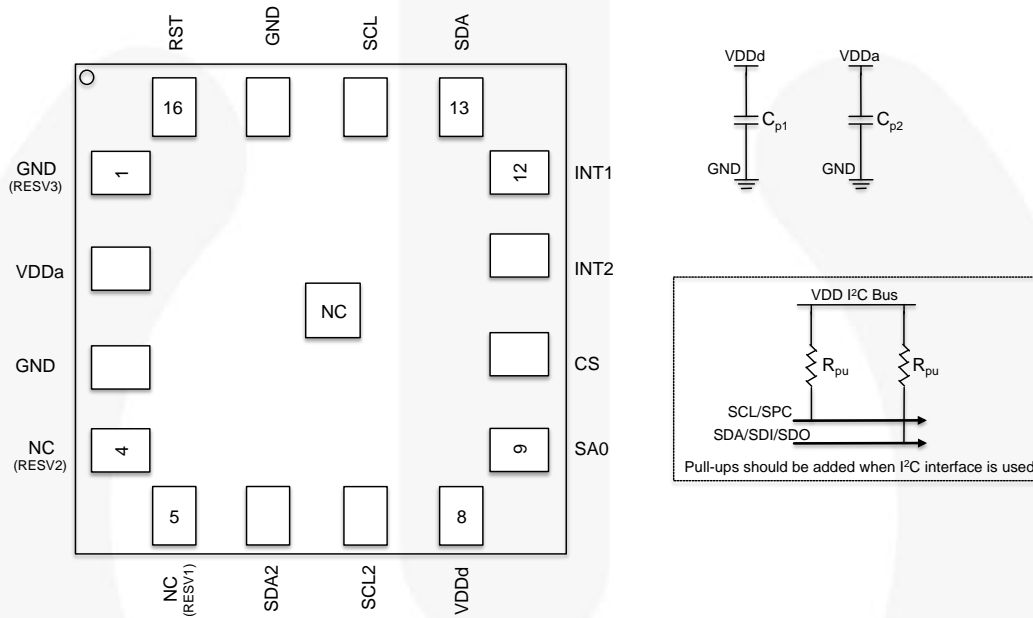 RST
GND
SCL
SDA
16
13
GND
(RESV3)
1
12
INT1
VDDa
INT2
NC
GND
CS
NC
(RESV2)
4
9
SA0
5
8
NC
(RESV1)
SDA2
SCL2
VDDd
VDDd
VDDa
Cp1
Cp2
GND
GND
VDD I²C Bus
Rpu
Rpu
SCL/SPC
SDA/SDI/SDO
Pull-ups should be added when I²C interface is used